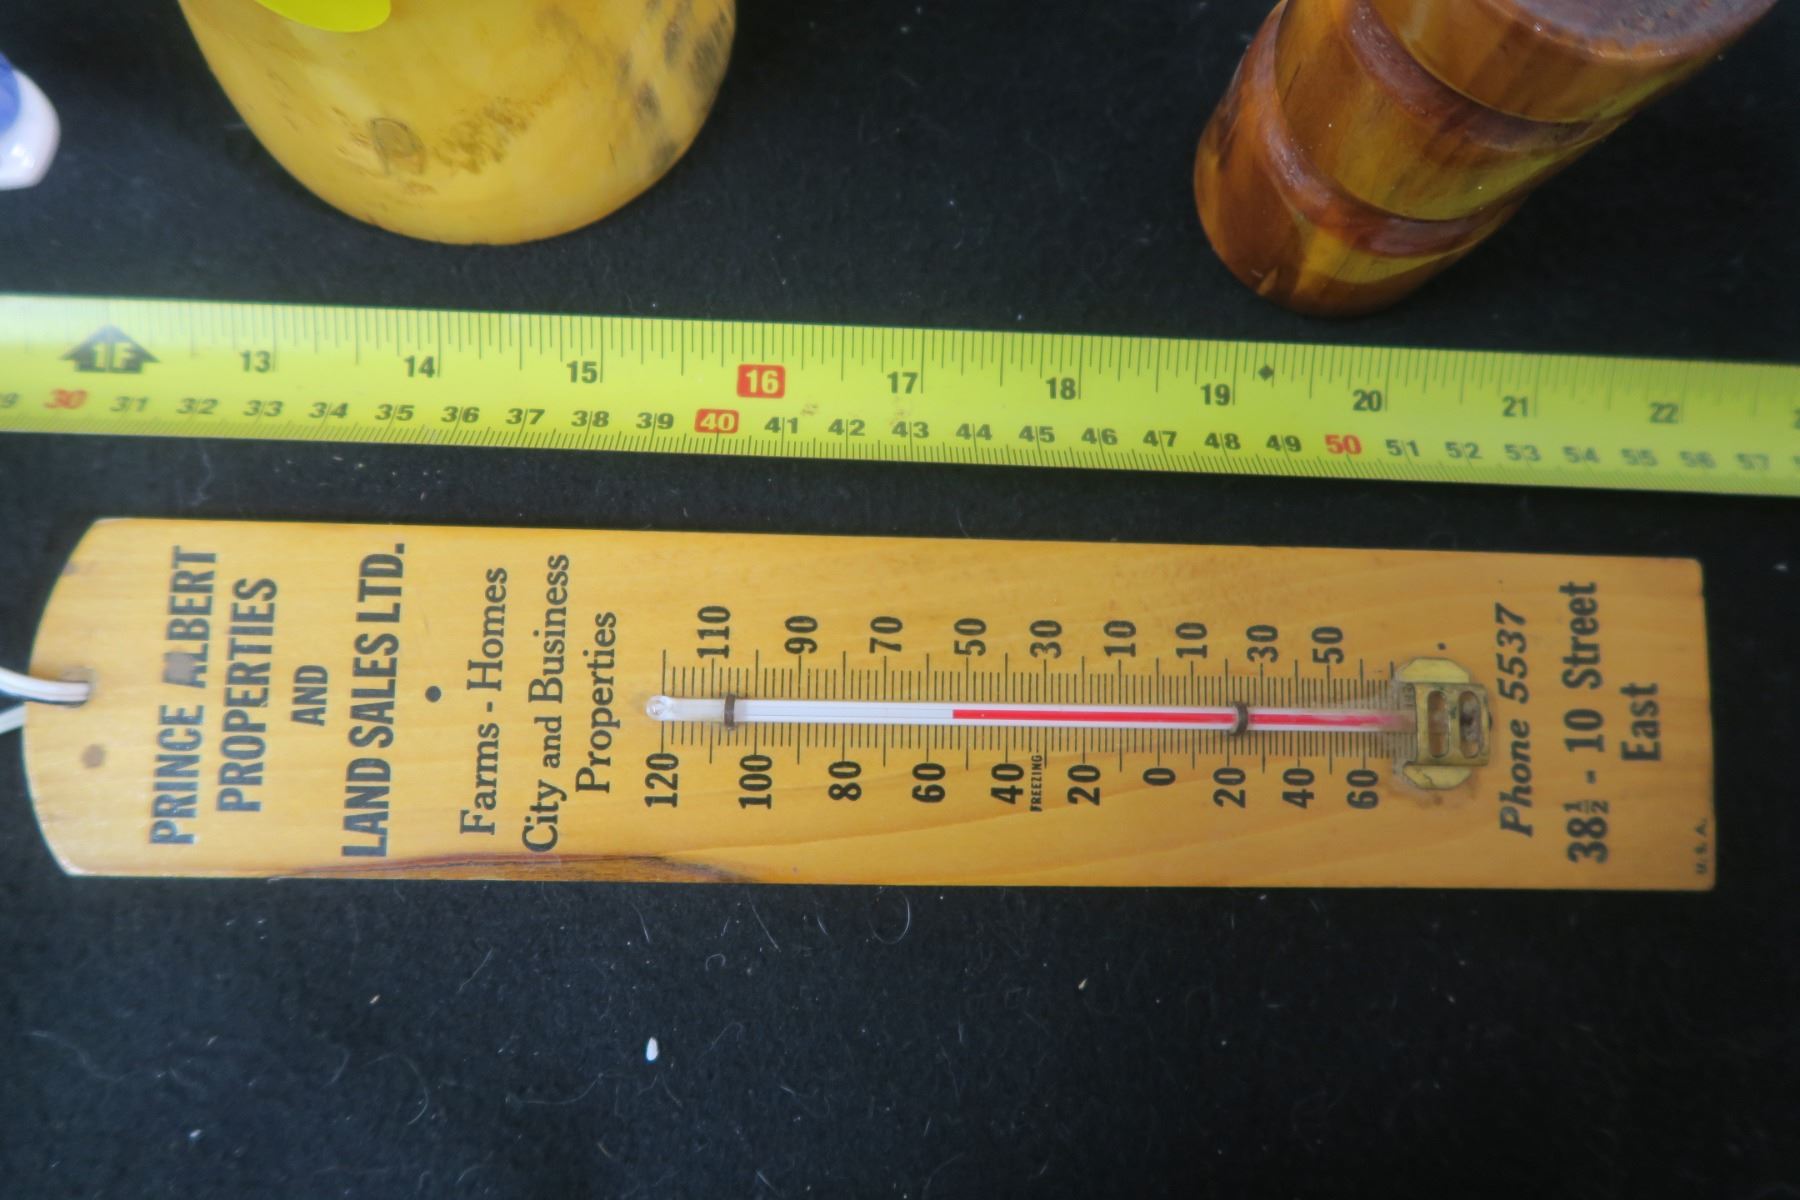 1F 13 14 15 16 17 18 19 20 21 22
30 31 32 33 34 35 36 37 38 39 40 41 42 43 44 45 46 47 48 49 50 51 52 53 54 55 56 57
PRINCE ALBERT
PROPERTIES
AND
LAND SALES LTD.
Farms - Homes
City and Business
Properties
110 90 70 50 30 10 10 30 50
120 100 80 60 40 FREEZING 20 0 20 40 60
Phone 5537
38½ - 10 Street
East
U.S.A.